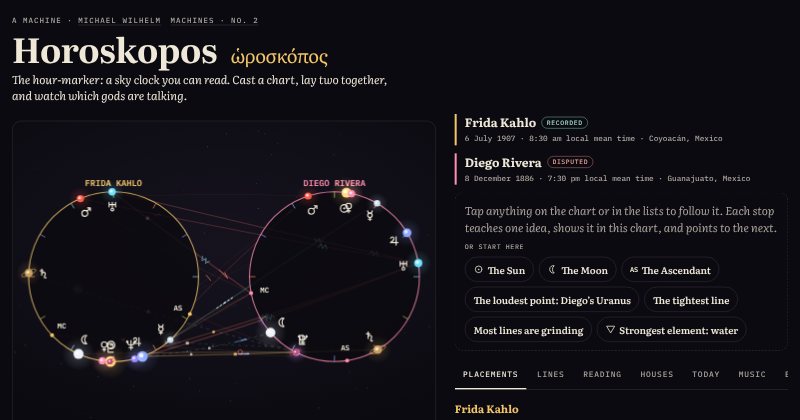 A MACHINE · MICHAEL WILHELM MACHINES · NO. 2
Horoskopos ὡροσκόπος
The hour-marker: a sky clock you can read. Cast a chart, lay two together,
and watch which gods are talking.
FRIDA KAHLO
DIEGO RIVERA
MC
AS
MC
AS
Frida Kahlo RECORDED
6 July 1907 · 8:30 am local mean time · Coyoacán, Mexico
Diego Rivera DISPUTED
8 December 1886 · 7:30 pm local mean time · Guanajuato, Mexico
Tap anything on the chart or in the lists to follow it. Each stop
teaches one idea, shows it in this chart, and points to the next.
OR START HERE
☉ The Sun
☾ The Moon
AS The Ascendant
The loudest point: Diego's Uranus
The tightest line
Most lines are grinding
▽ Strongest element: water
PLACEMENTS LINES READING HOUSES TODAY MUSIC
Frida Kahlo